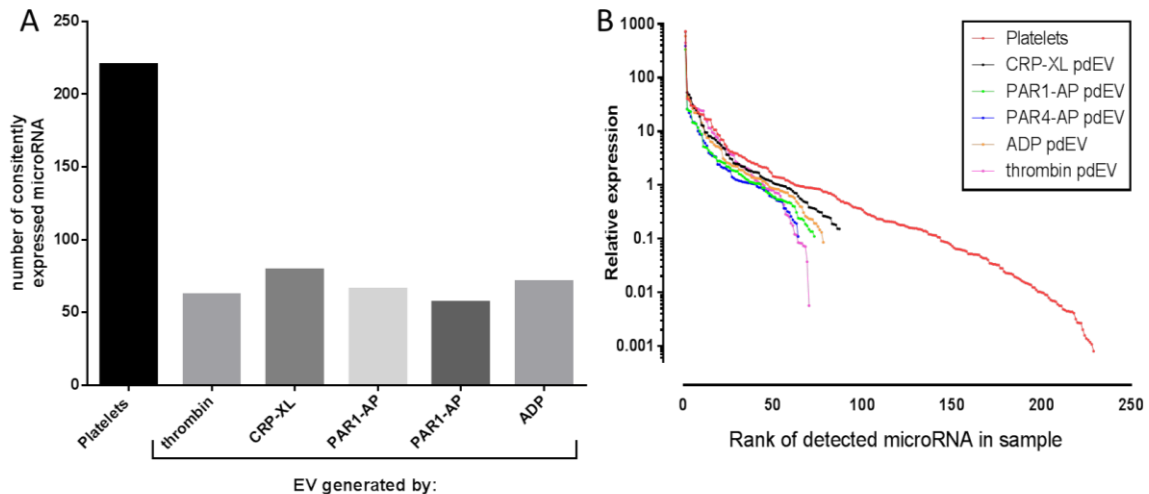 A
number of consitently
expressed microRNA
250
200
150
100
50
0
Platelets
thrombin
CRP-XL
PAR1-AP
PAR1-AP
ADP
EV generated by:
B
Relative expression
1000
100
10
1
0.1
0.01
0.001
0
50
100
150
200
250
Rank of detected microRNA in sample
Platelets
CRP-XL pdEV
PAR1-AP pdEV
PAR4-AP pdEV
ADP pdEV
thrombin pdEV